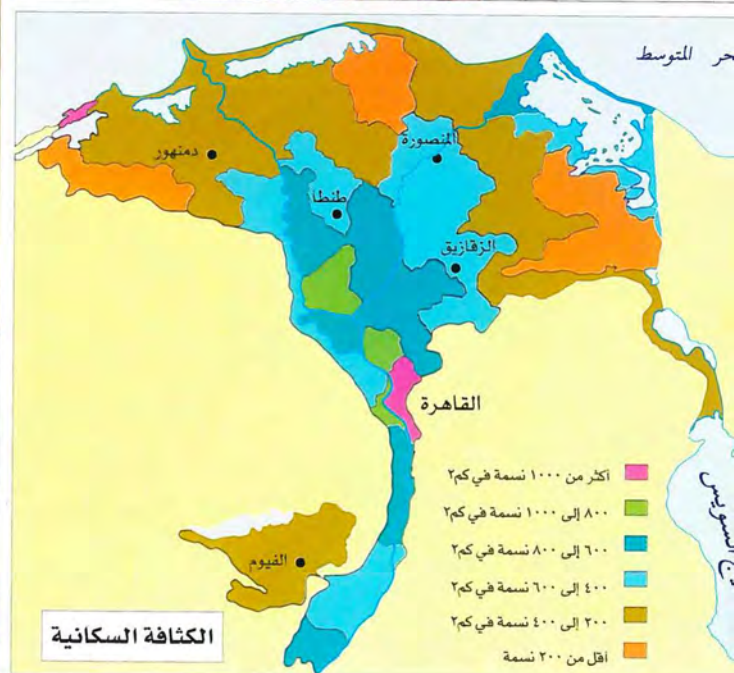 حر المتوسط
دمنهور
المنصورة
طنطا
الزقازيق
القاهرة
الفيوم
السويس
أكثر من ١٠٠٠ نسمة في كم٢
٨٠٠ إلى ١٠٠٠ نسمة في كم٢
٦٠٠ إلى ٨٠٠ نسمة في كم٢
٤٠٠ إلى ٦٠٠ نسمة في كم٢
٢٠٠ إلى ٤٠٠ نسمة في كم٢
أقل من ٢٠٠ نسمة
الكثافة السكانية